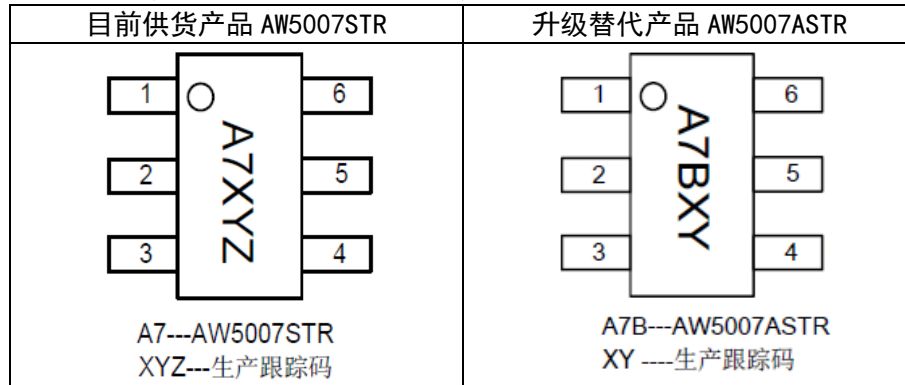 目前供货产品 AW5007STR
1 6
2 5
3 4
A7XYZ
A7---AW5007STR
XYZ---生产跟踪码
升级替代产品 AW5007ASTR
1 6
2 5
3 4
A7BXY
A7B---AW5007ASTR
XY ----生产跟踪码